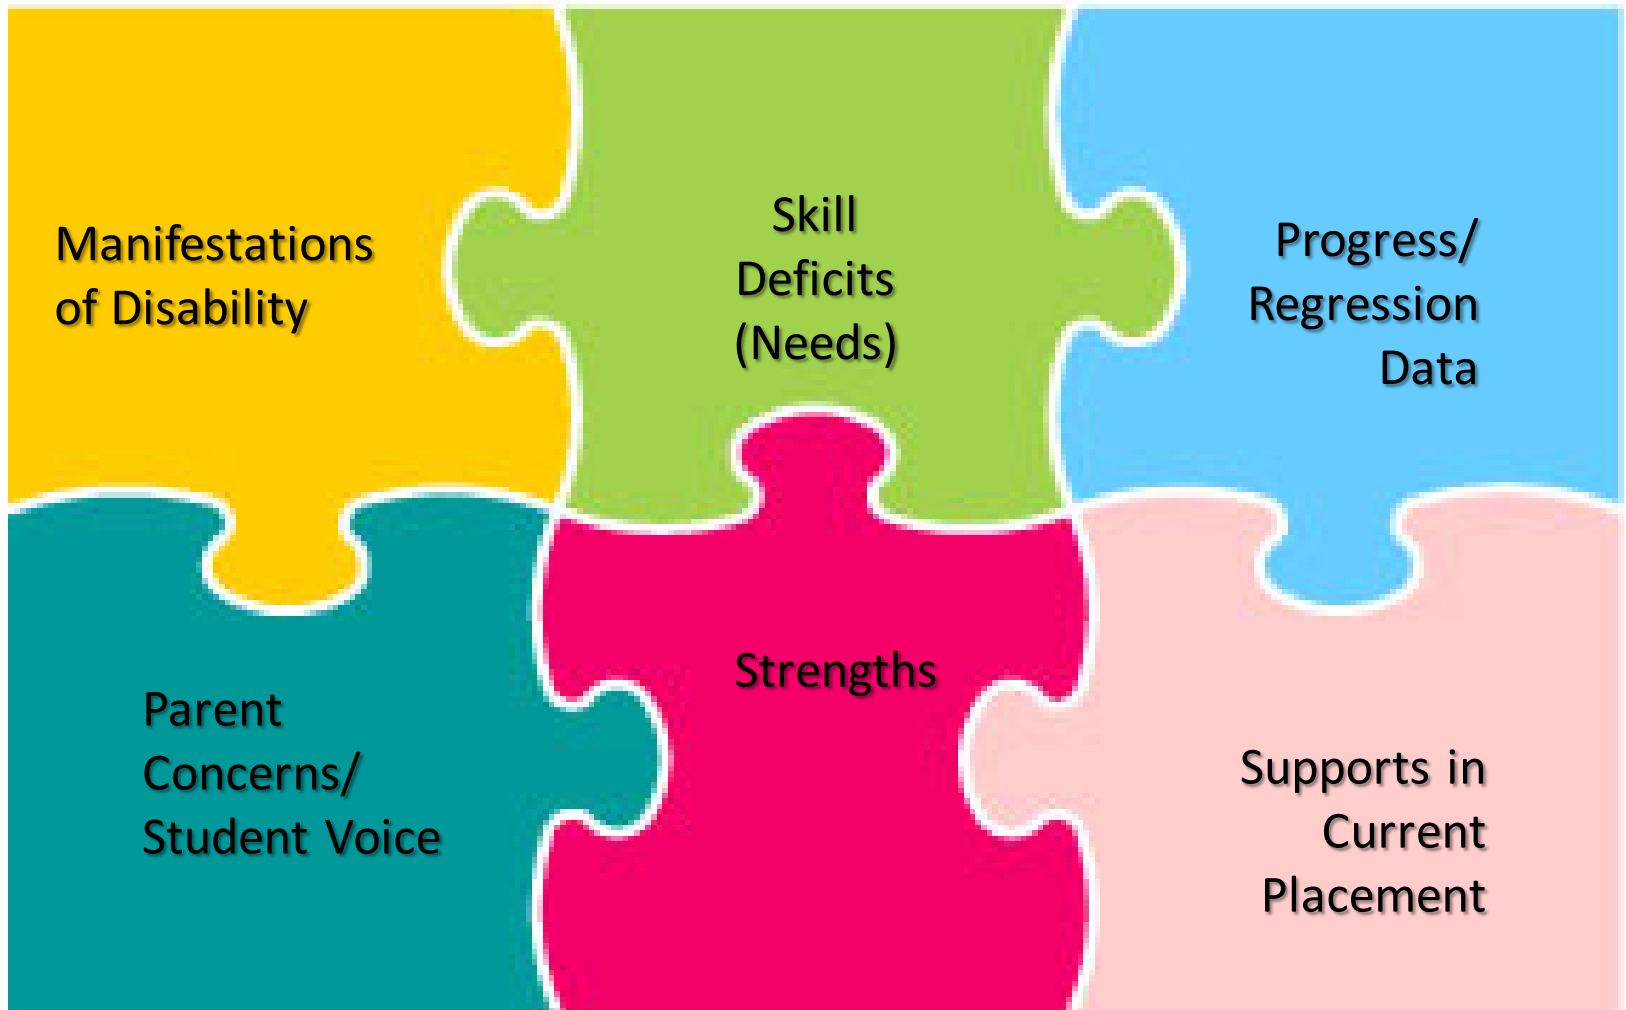 Manifestations
of Disability
Skill
Deficits
(Needs)
Progress/
Regression
Data
Parent
Concerns/
Student Voice
Strengths
Supports in
Current
Placement